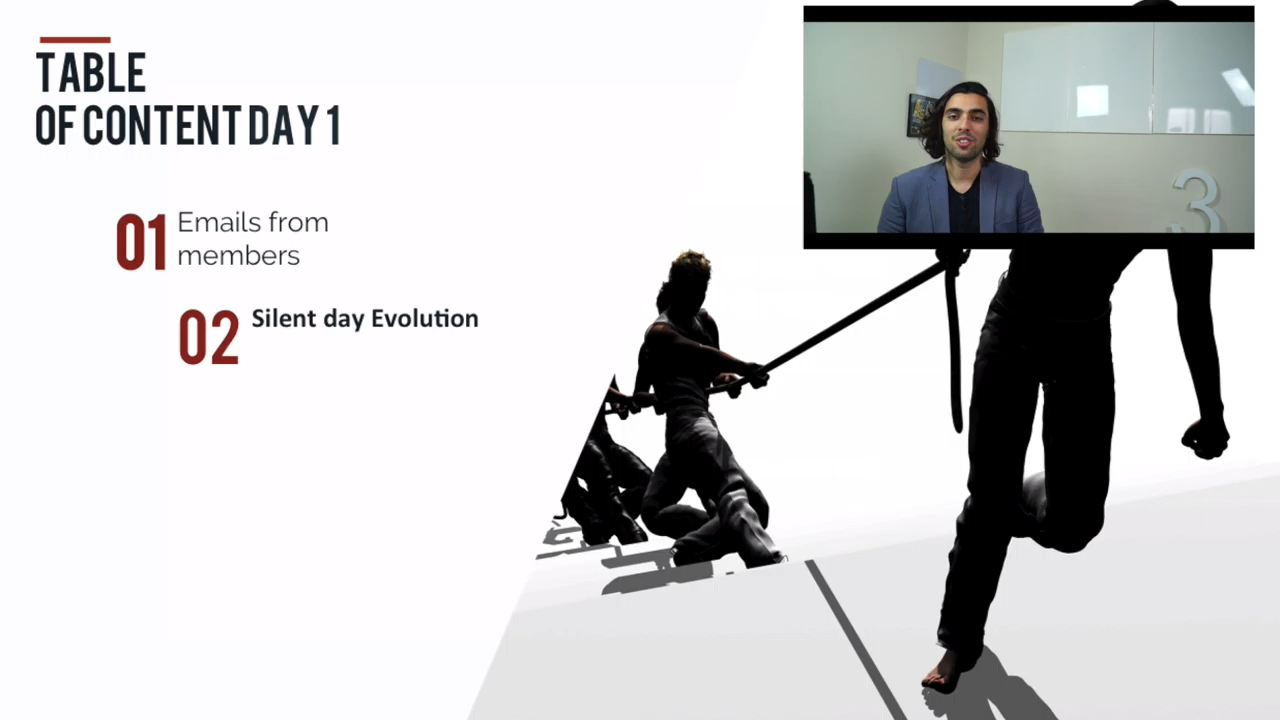 TABLE
OF CONTENT DAY 1
01 Emails from
members
02 Silent day Evolution
3